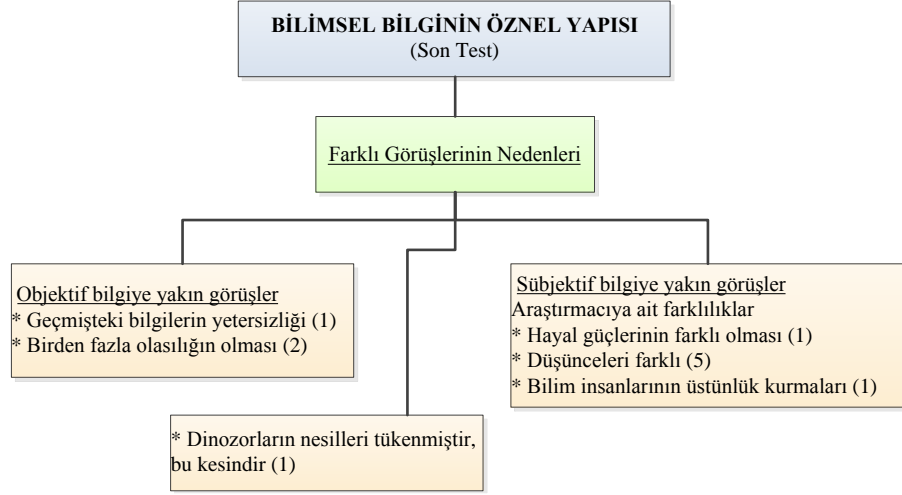 BİLİMSEL BİLGİNİN ÖZNEL YAPISI
(Son Test)
Farklı Görüşlerinin Nedenleri
Objektif bilgiye yakın görüşler
* Geçmişteki bilgilerin yetersizliği (1)
* Birden fazla olasılığın olması (2)
* Dinozorların nesilleri tükenmiştir,
bu kesindir (1)
Sübjektif bilgiye yakın görüşler
Araştırmacıya ait farklılıklar
* Hayal güçlerinin farklı olması (1)
* Düşünceleri farklı (5)
* Bilim insanlarının üstünlük kurmaları (1)